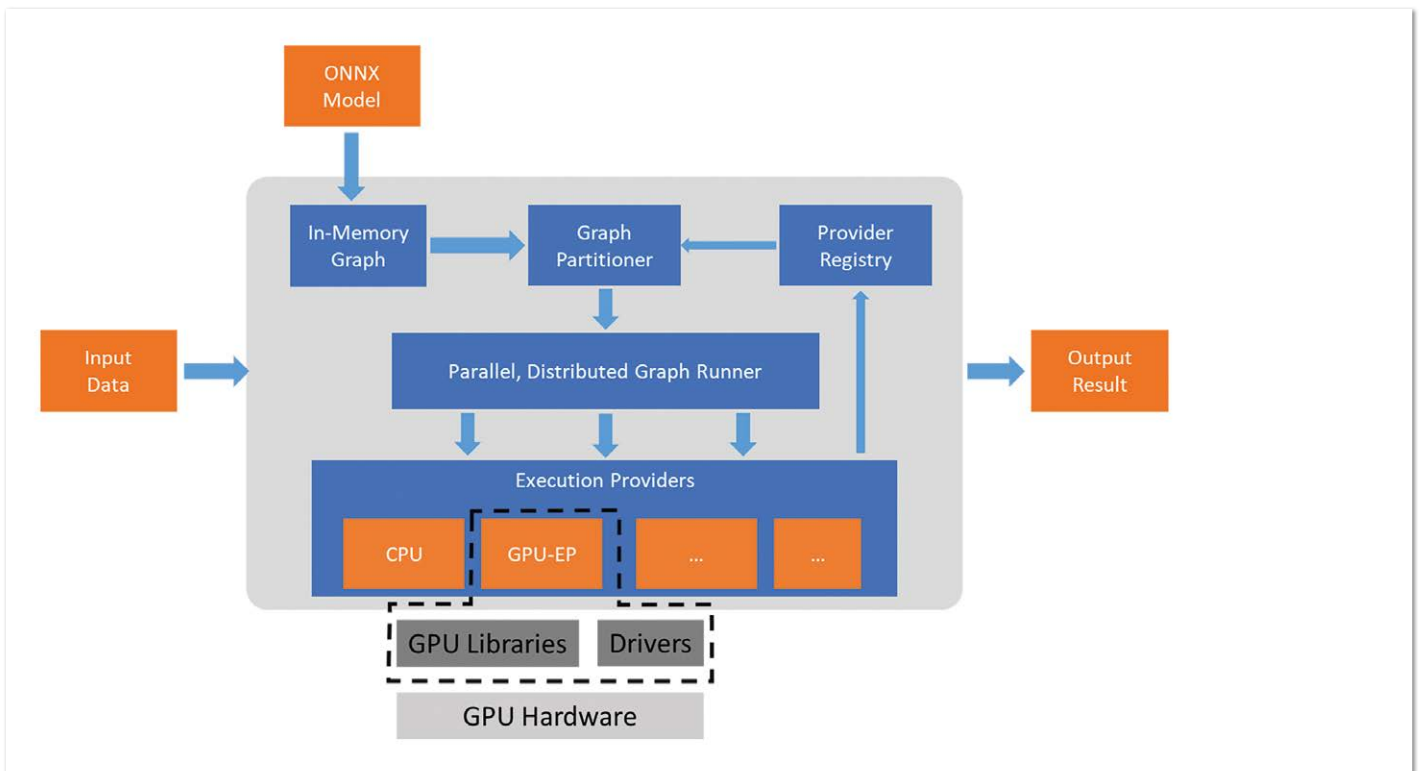 ONNX
Model
In-Memory
Graph
Graph
Partitioner
Provider
Registry
Input
Data
Parallel, Distributed Graph Runner
Output
Result
Execution Providers
CPU
GPU-EP
...
...
GPU Libraries
Drivers
GPU Hardware